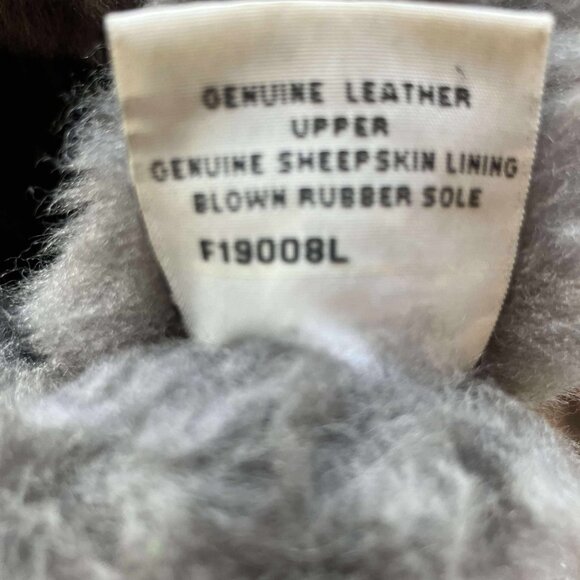 GENUINE LEATHER
UPPER
GENUINE SHEEPSKIN LINING
BLOWN RUBBER SOLE
F19008L